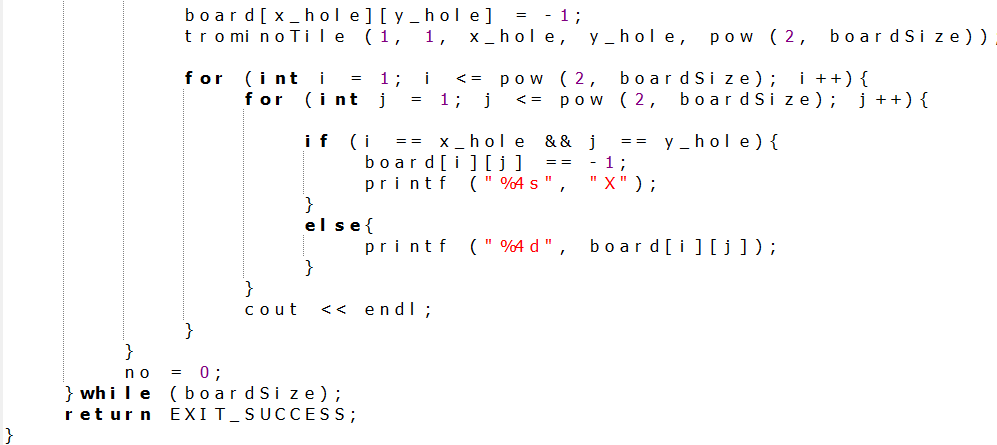 board[x_hole][y_hole] = -1;
trominoTile (1, 1, x_hole, y_hole, pow (2, boardSize));
for (int i = 1; i <= pow (2, boardSize); i++){
for (int j = 1; j <= pow (2, boardSize); j++){
if (i == x_hole && j == y_hole){
board[i][j] == -1;
printf ("%4s", "X");
}
else{
printf ("%4d", board[i][j]);
}
}
cout << endl;
}
}
no = 0;
}while (boardSize);
return EXIT_SUCCESS;
}